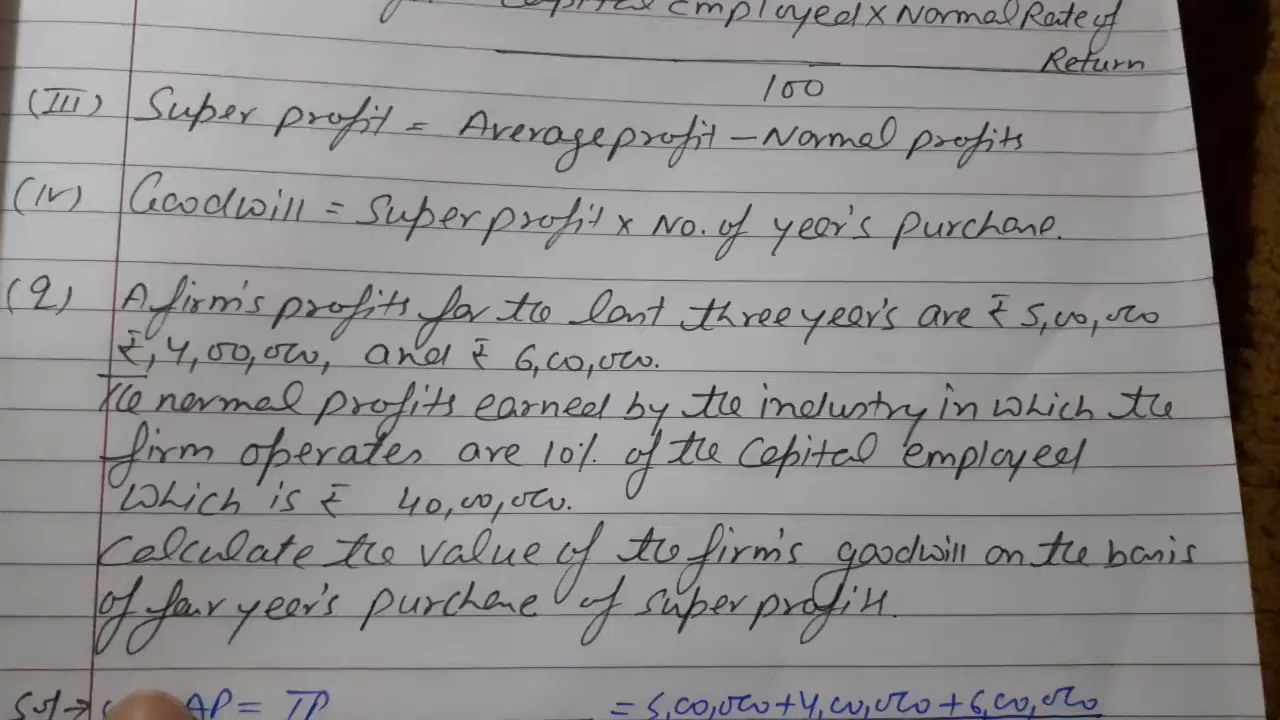 Capital Employed x Normal Rate of
Return
100
(III) Super profit = Average profit - Normal profits
(IV) Goodwill = Super profit x No. of year's purchase.
(Q) A firm's profits for the last three year's are ₹ 5,00,000
₹, 4,00,000, and ₹ 6,00,000.
The normal profits earned by the industry in which the
firm operates are 10% of the Capital employed
which is ₹ 40,00,000.
Calculate the value of the firm's goodwill on the basis
of four year's purchase of super profit.
Sol→ AP = TP = 5,00,000+4,00,000+6,00,000